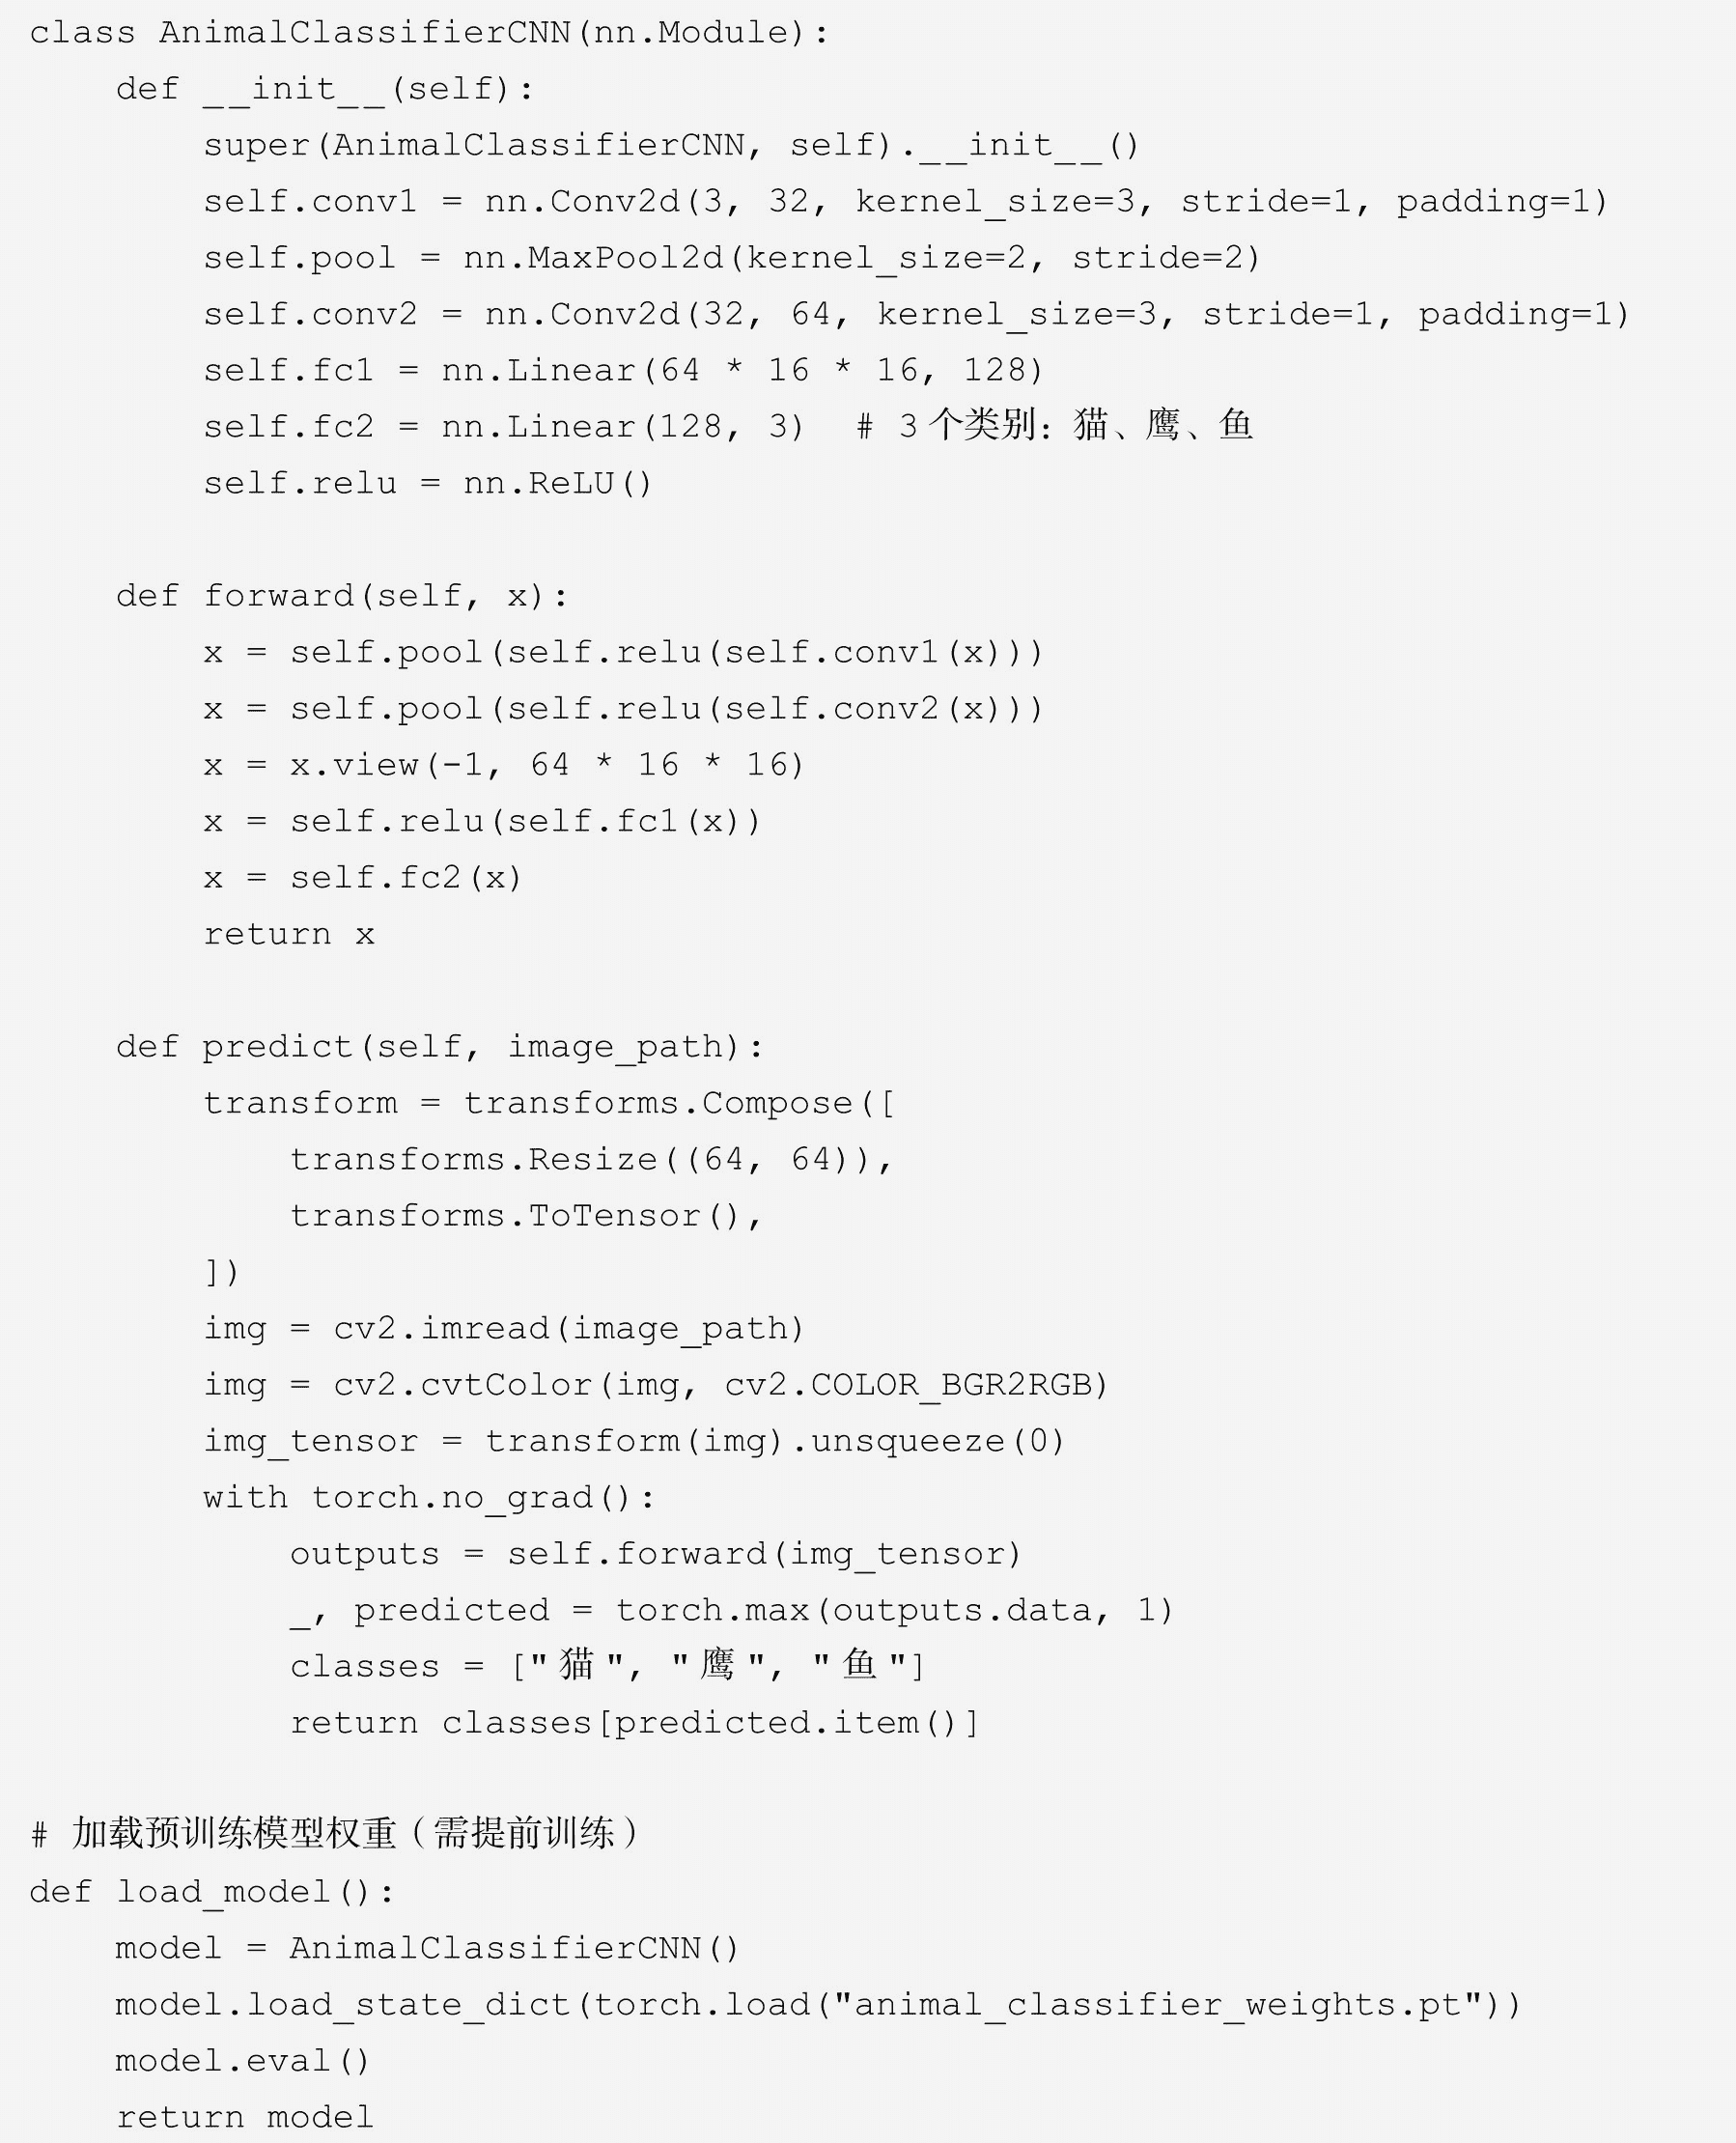 class AnimalClassifierCNN(nn.Module):
    def __init__(self):
        super(AnimalClassifierCNN, self).__init__()
        self.conv1 = nn.Conv2d(3, 32, kernel_size=3, stride=1, padding=1)
        self.pool = nn.MaxPool2d(kernel_size=2, stride=2)
        self.conv2 = nn.Conv2d(32, 64, kernel_size=3, stride=1, padding=1)
        self.fc1 = nn.Linear(64 * 16 * 16, 128)
        self.fc2 = nn.Linear(128, 3)  # 3个类别：猫、鹰、鱼
        self.relu = nn.ReLU()

    def forward(self, x):
        x = self.pool(self.relu(self.conv1(x)))
        x = self.pool(self.relu(self.conv2(x)))
        x = x.view(-1, 64 * 16 * 16)
        x = self.relu(self.fc1(x))
        x = self.fc2(x)
        return x

    def predict(self, image_path):
        transform = transforms.Compose([
            transforms.Resize((64, 64)),
            transforms.ToTensor(),
        ])
        img = cv2.imread(image_path)
        img = cv2.cvtColor(img, cv2.COLOR_BGR2RGB)
        img_tensor = transform(img).unsqueeze(0)
        with torch.no_grad():
            outputs = self.forward(img_tensor)
            _, predicted = torch.max(outputs.data, 1)
            classes = ["猫", "鹰", "鱼"]
            return classes[predicted.item()]

# 加载预训练模型权重（需提前训练）
def load_model():
    model = AnimalClassifierCNN()
    model.load_state_dict(torch.load("animal_classifier_weights.pt"))
    model.eval()
    return model